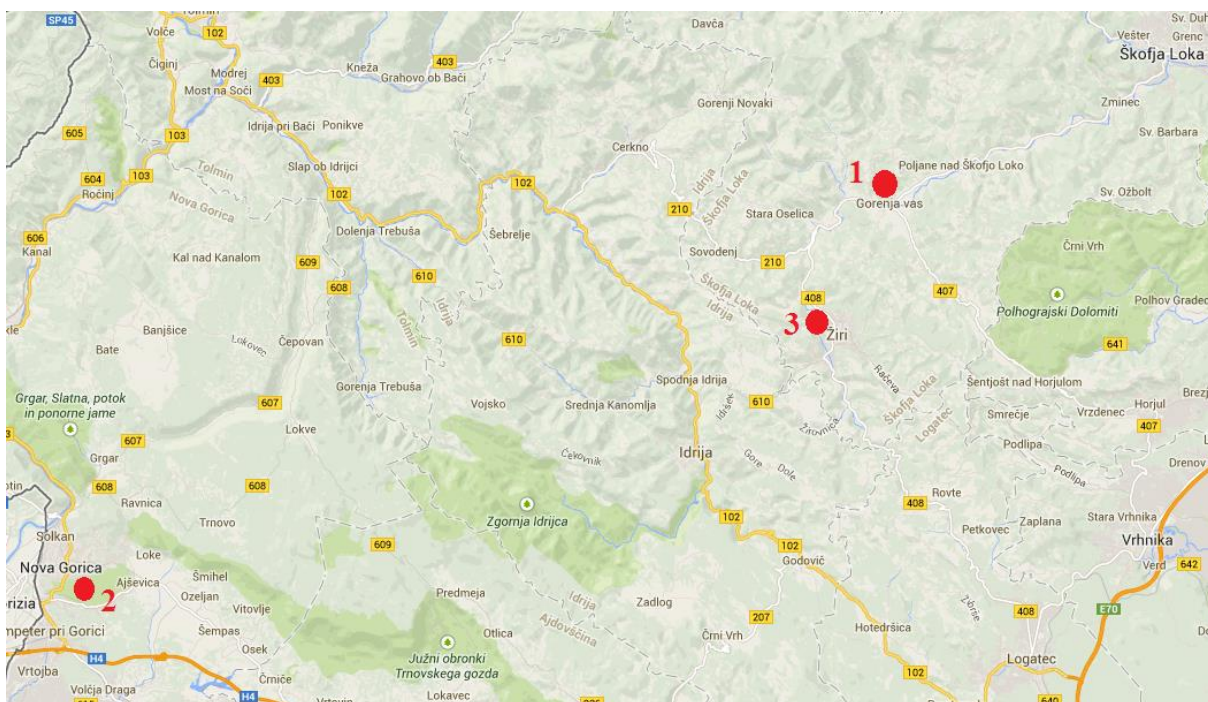 SP45
Tolmin
Volče
102
Davča
Sv. Duh
Vešter
Grenc
Škofja Loka
Čiginj
Modrej
403
Kneža
403
Grahovo ob Bači
Most na Soči
Gorenji Novaki
Zminec
605
103
Idrija pri Bači
Ponikve
Cerkno
Sv. Barbara
604
103
Tolmin
Slap ob Idrijci
102
1
Poljane nad Škofjo Loko
Ročinj
Nova Gorica
102
Idrija
Škofja Loka
Sv. Ožbolt
210
Stara Oselica
Gorenja vas
606
Dolenja Trebuša
Šebrelje
Črni Vrh
Kanal
Kal nad Kanalom
609
Sovodenj
210
608
610
Škofja Loka
Idrija
408
407
Polhov Gradec
Idrija
Tolmin
Polhograjski Dolomiti
3
Žiri
Banjšice
Lokovec
Čepovan
610
641
Bate
Račeva
Škofja Loka
Logatec
Gorenja Trebuša
Spodnja Idrija
Šentjošt nad Horjulom
Grgar, Slatna, potok
in ponorne jame
607
Vojsko
Srednja Kanomlja
610
Idršek
Smrečje
Vrzdenec
Horjul
Žirovnica
407
607
Lokve
Podlipa
Idrija
Čekovnik
Gore
Dole
Drenov
Grgar
Podlipa
608
608
Rovte
Ravnica
408
Zgornja Idrijca
102
Petkovec
Zaplana
Stara Vrhnika
Trnovo
Solkan
609
102
Vrhnika
Loke
Godovič
Verd
642
Nova Gorica
Ajševica
Šmihel
Predmeja
2
Ozeljan
Idrija
Ajdovščina
Zadlog
Vitovlje
Zibrše
408
E70
207
Šempas
Otlica
Črni Vrh
Hotedršica
H4
Osek
Južni obronki
Trnovskega gozda
Logatec
Vrtojba
Volčja Draga
H4
Črniče
Lokavec
640